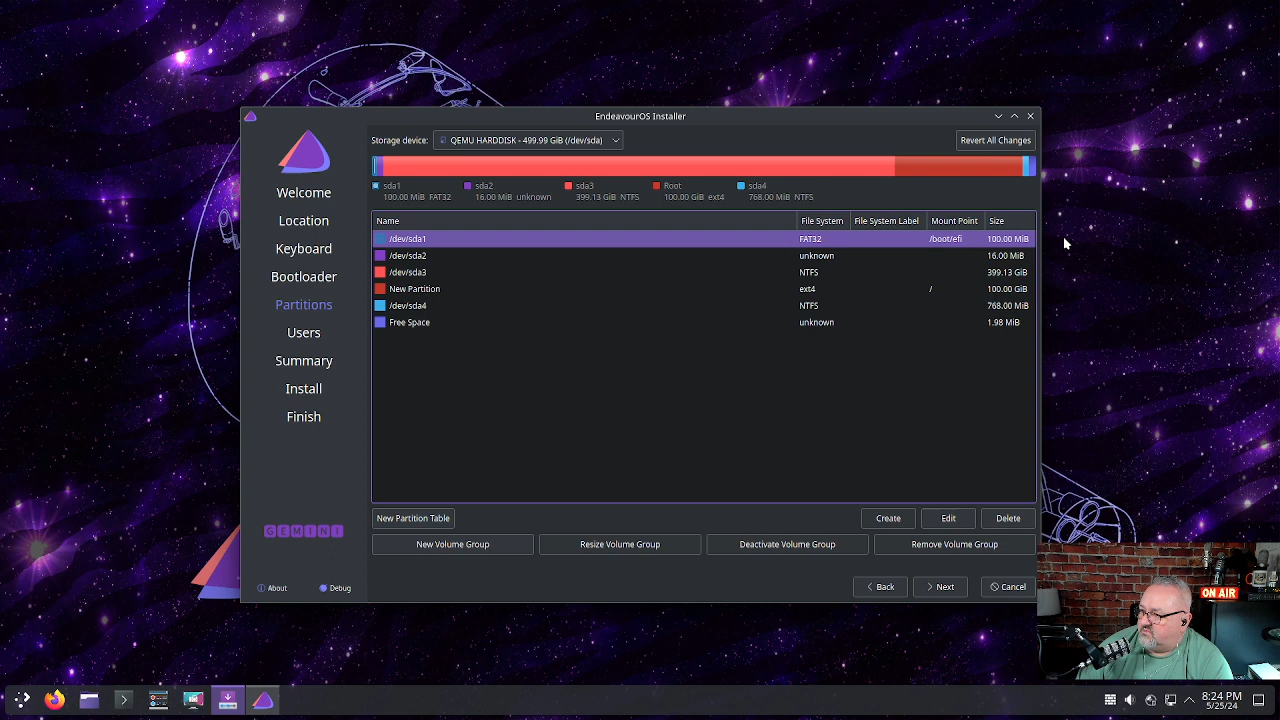 EndeavourOS Installer
Storage device:
QEMU HARDDISK - 499.99 GiB (/dev/sda)
Revert All Changes
sda1
100.00 MiB FAT32
sda2
16.00 MiB unknown
sda3
399.13 GiB NTFS
Root
100.00 GiB ext4
sda4
768.00 MiB NTFS
Welcome
Location
Keyboard
Bootloader
Partitions
Users
Summary
Install
Finish
Name File System File System Label Mount Point Size
/dev/sda1 FAT32 /boot/efi 100.00 MiB
/dev/sda2 unknown 16.00 MiB
/dev/sda3 NTFS 399.13 GiB
New Partition ext4 / 100.00 GiB
/dev/sda4 NTFS 768.00 MiB
Free Space unknown 1.98 MiB
GEMINI
New Partition Table Create Edit Delete
New Volume Group Resize Volume Group Deactivate Volume Group Remove Volume Group
About Debug
Back Next Cancel
ON AIR
8:24 PM
5/25/24